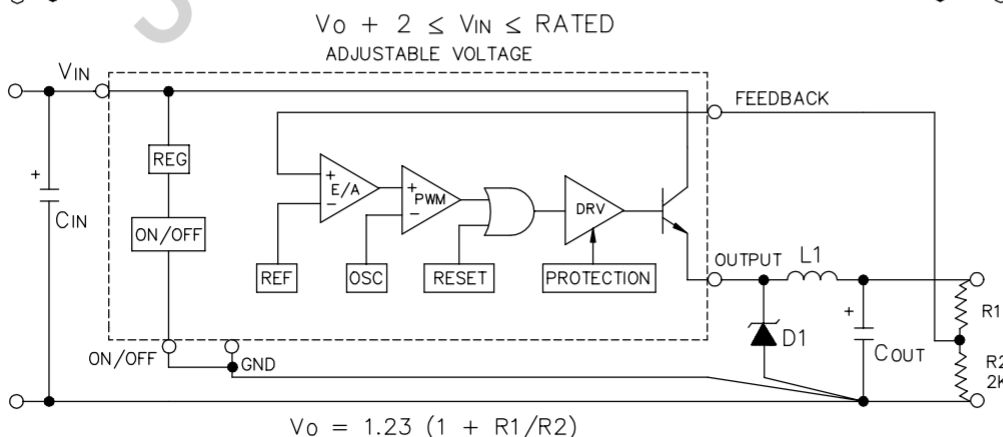 VO + 2 ≤ VIN ≤ RATED
ADJUSTABLE VOLTAGE
VIN
FEEDBACK
REG
+
E/A
−
+
PWM
−
DRV
+
CIN
ON/OFF
REF
OSC
RESET
PROTECTION
OUTPUT
L1
R1
+
D1
COUT
ON/OFF
GND
R2
2K
VO = 1.23 (1 + R1/R2)